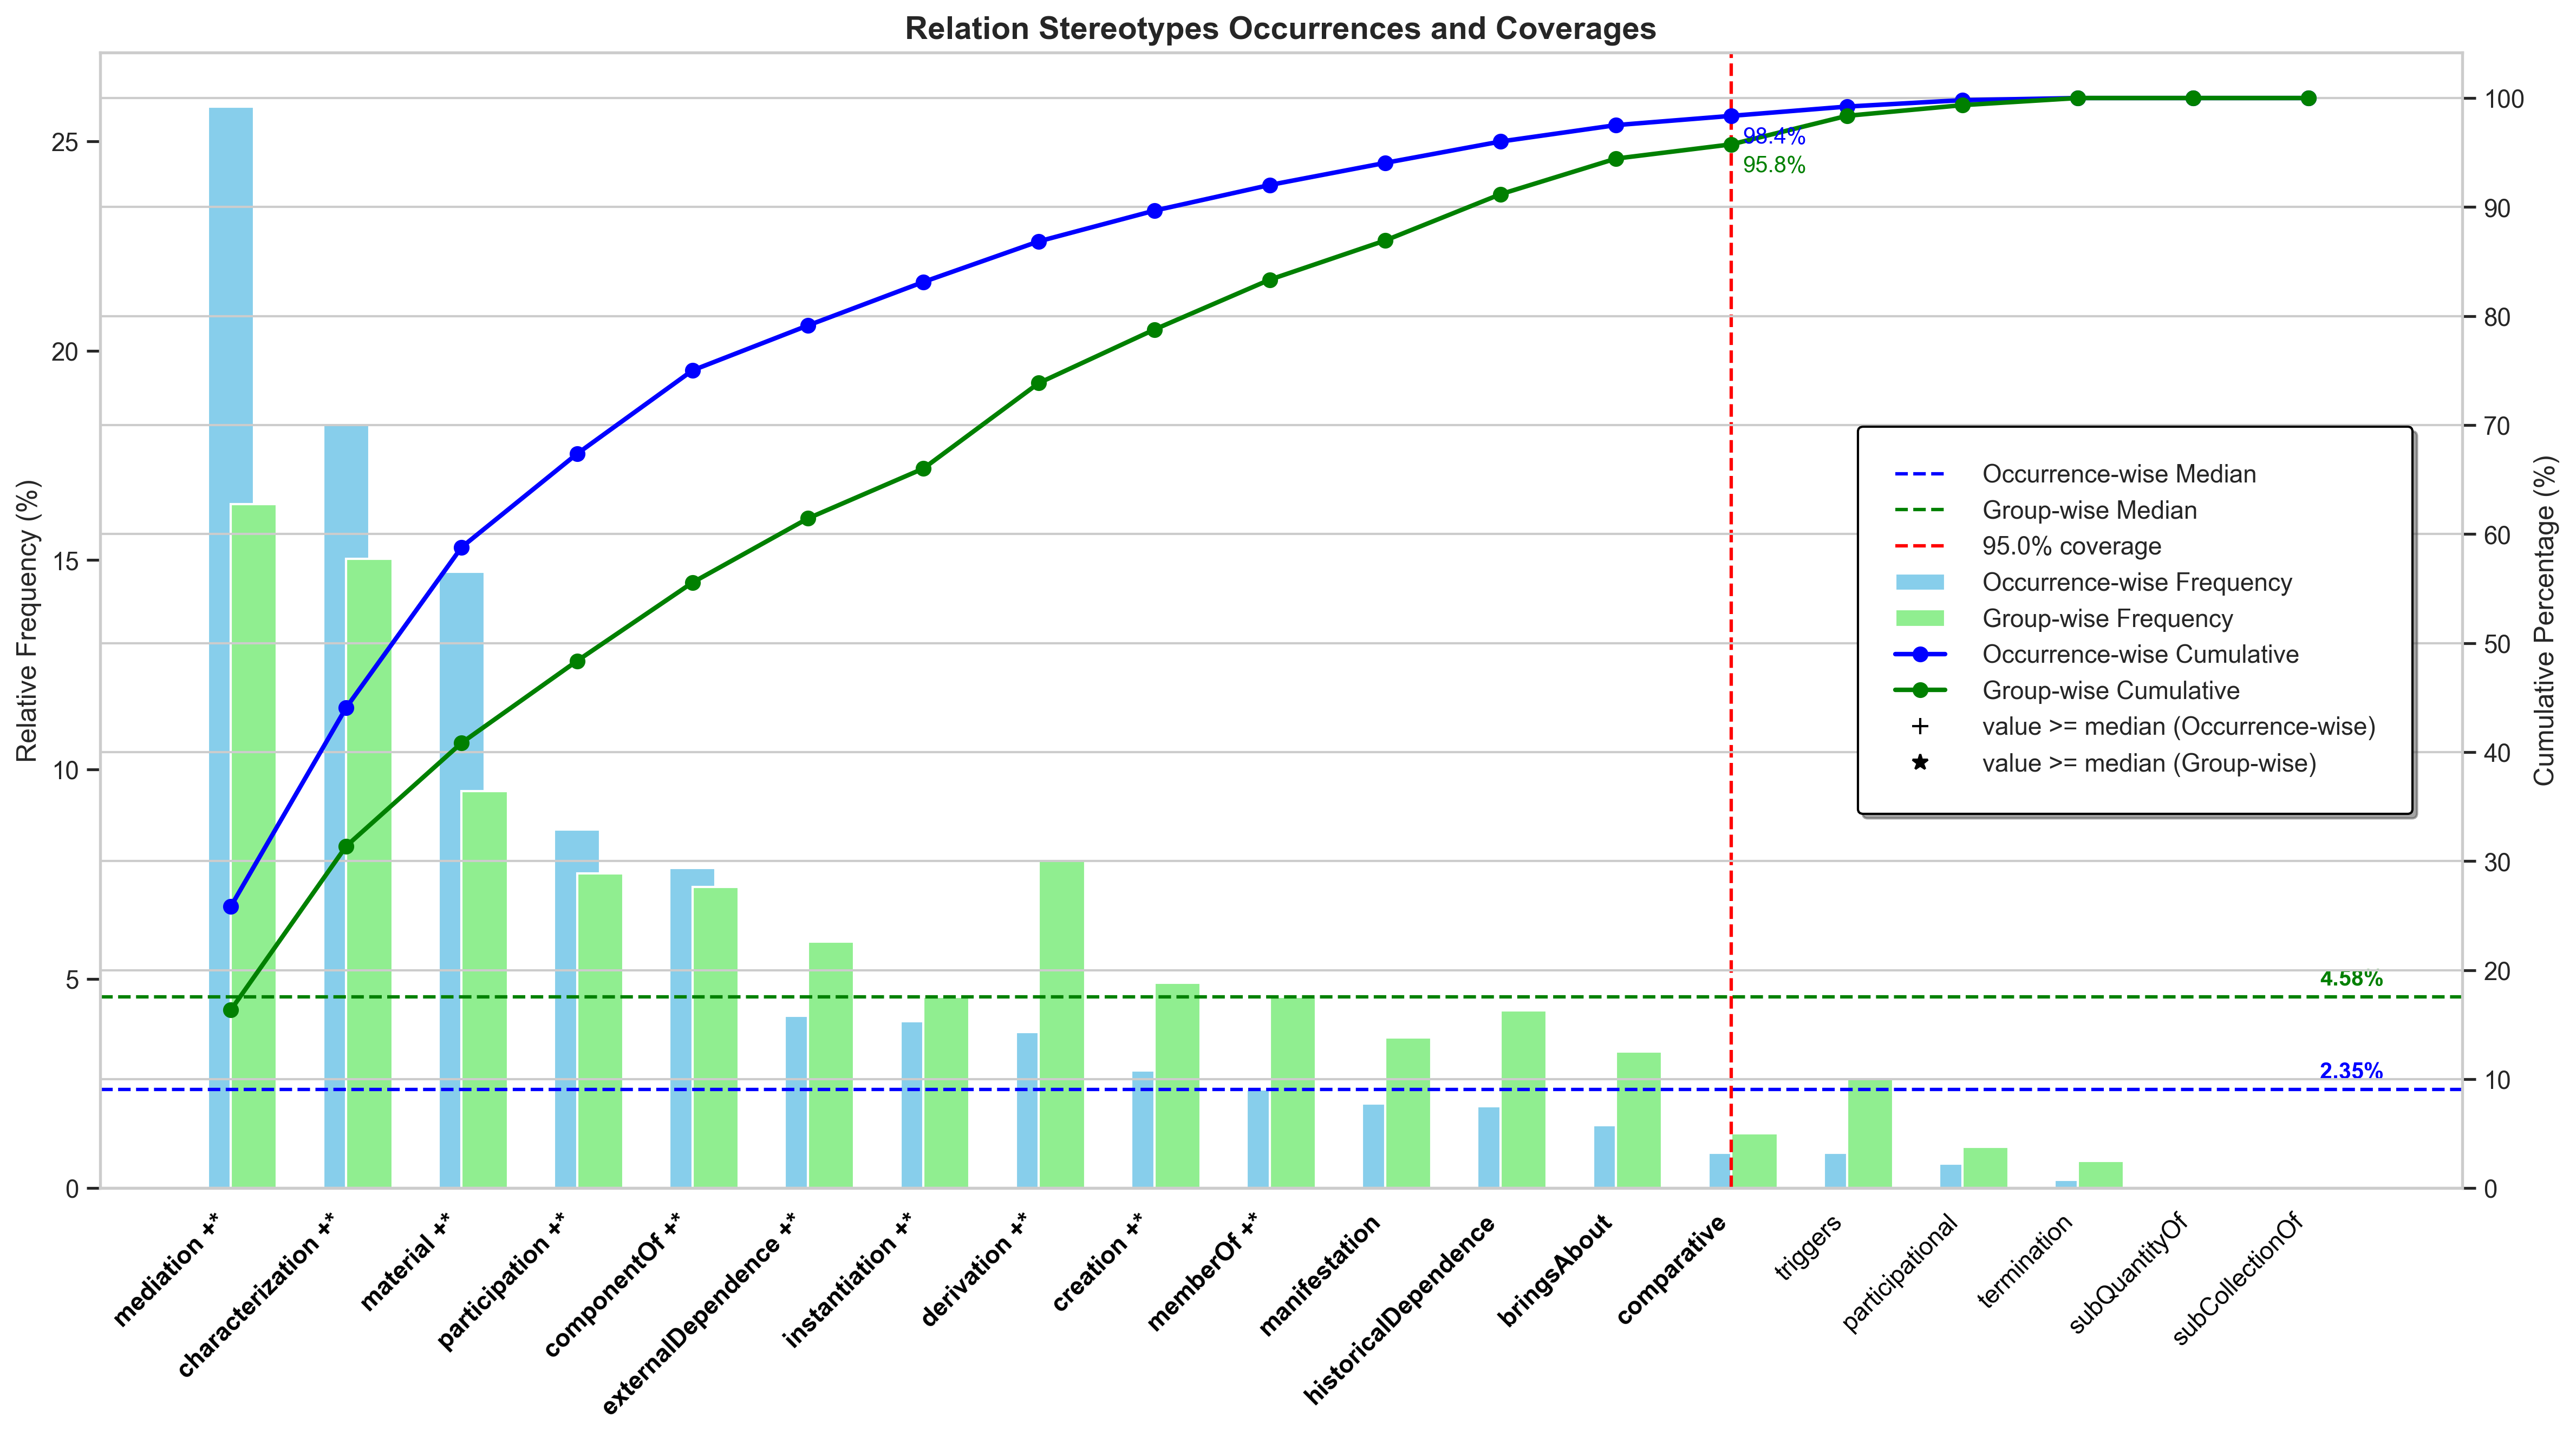 Relation Stereotypes Occurrences and Coverages
Relative Frequency (%)
25
20
15
10
5
0
100
90
80
70
60
50
40
30
20
10
0
Cumulative Percentage (%)
98.4%
95.8%
Occurrence-wise Median
Group-wise Median
95.0% coverage
Occurrence-wise Frequency
Group-wise Frequency
Occurrence-wise Cumulative
Group-wise Cumulative
value >= median (Occurrence-wise)
value >= median (Group-wise)
4.58%
2.35%
mediation +*
characterization +*
material +*
participation +*
componentOf +*
externalDependence +*
instantiation +*
derivation +*
creation +*
memberOf +*
manifestation
historicalDependence
bringsAbout
comparative
triggers
participational
termination
subQuantityOf
subCollectionOf